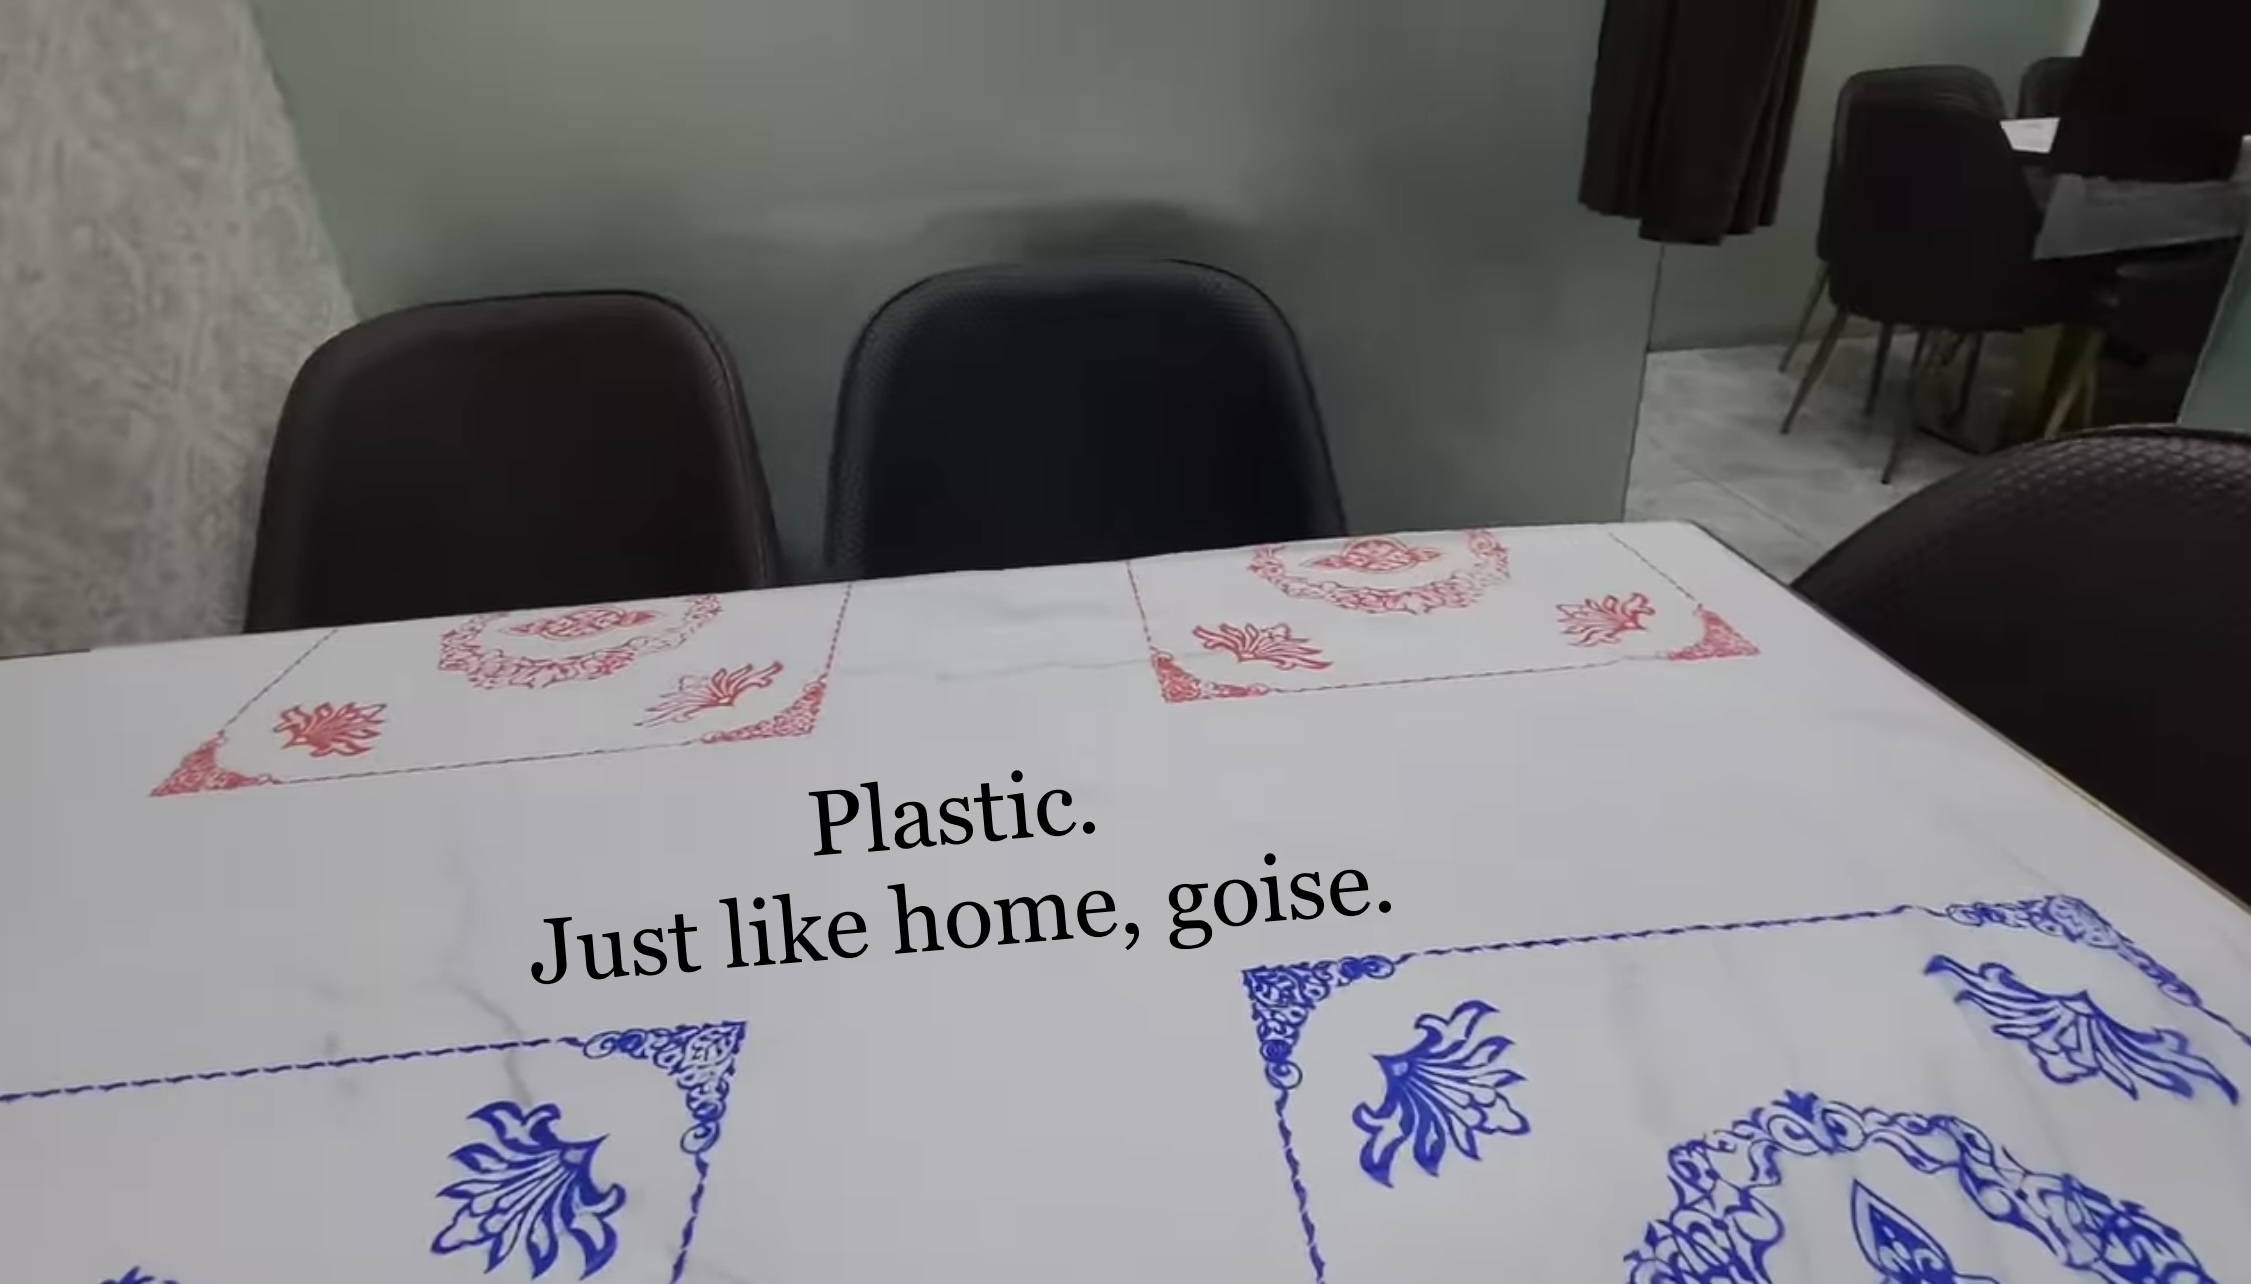 Plastic.
Just like home, goise.